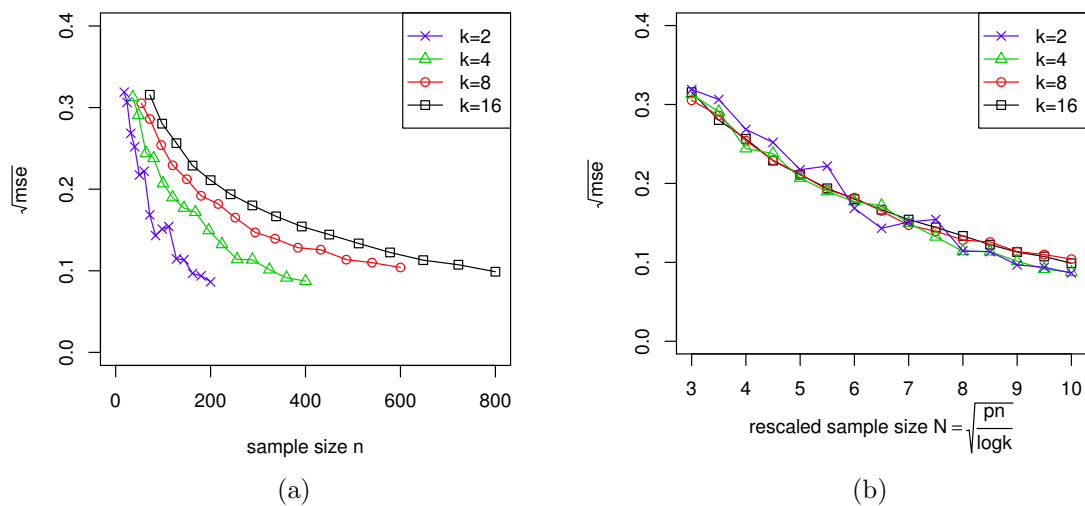 0.4
0.3
0.2
0.1
0.0
√mse
k=2
k=4
k=8
k=16
0 200 400 600 800
sample size n
(a)
0.4
0.3
0.2
0.1
0.0
√mse
k=2
k=4
k=8
k=16
3 4 5 6 7 8 9 10
rescaled sample size N = √(pn/logk)
(b)